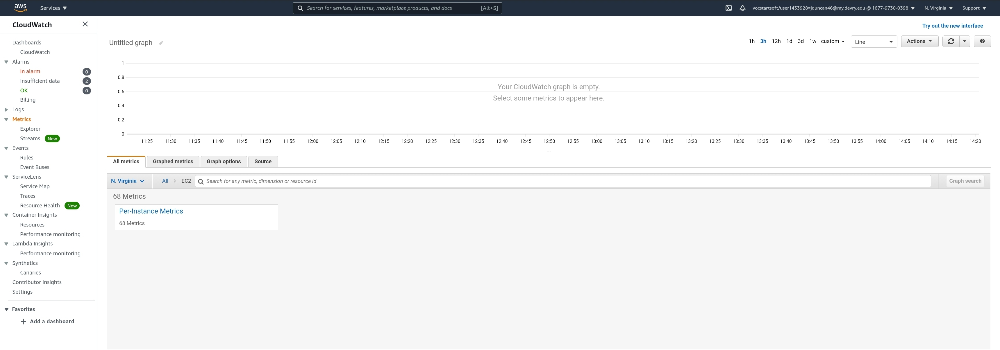 aws Services Search for services, features, marketplace products, and docs [Alt+S] vocstartsoft/user1433928=jduncan46@my.devry.edu @ 1677-9730-0398 N. Virginia Support
CloudWatch
Dashboards
CloudWatch
Alarms
In alarm 0
Insufficient data 2
OK 0
Billing
Logs
Metrics
Explorer
Streams New
Events
Rules
Event Buses
ServiceLens
Service Map
Traces
Resource Health New
Container Insights
Resources
Performance monitoring
Lambda Insights
Performance monitoring
Synthetics
Canaries
Contributor Insights
Settings
Favorites
Add a dashboard
Try out the new interface
Untitled graph 1h 3h 12h 1d 3d 1w custom Line Actions
1
0.8
Your CloudWatch graph is empty.
0.6
Select some metrics to appear here.
0.4
0.2
0
11:25 11:30 11:35 11:40 11:45 11:50 11:55 12:00 12:05 12:10 12:15 12:20 12:25 12:30 12:35 12:40 12:45 12:50 12:55 13:00 13:05 13:10 13:15 13:20 13:25 13:30 13:35 13:40 13:45 13:50 13:55 14:00 14:05 14:10 14:15 14:20
---
All metrics Graphed metrics Graph options Source
N. Virginia All > EC2 Search for any metric, dimension or resource id Graph search
68 Metrics
Per-Instance Metrics
68 Metrics